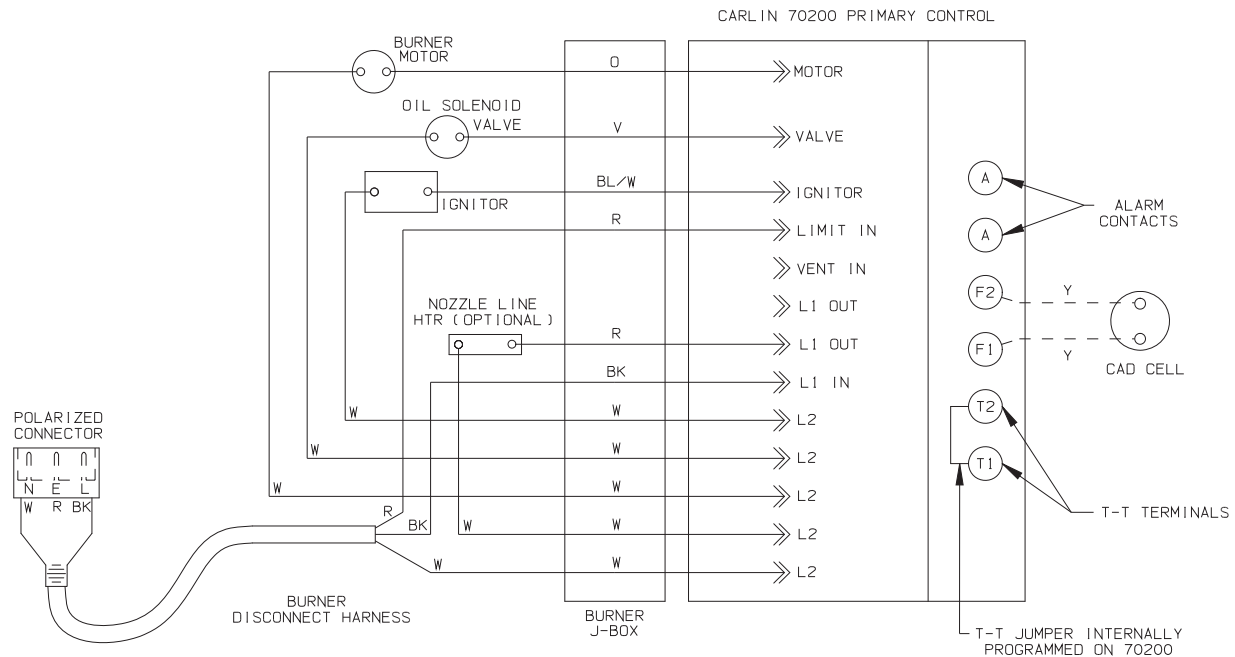 CARLIN 70200 PRIMARY CONTROL
BURNER
MOTOR
O
MOTOR
OIL SOLENOID
VALVE
V
VALVE
BL/W
IGNITOR
IGNITOR
R
LIMIT IN
VENT IN
L1 OUT
NOZZLE LINE
HTR (OPTIONAL)
R
L1 OUT
BK
L1 IN
W
W
L2
W
W
L2
W
W
L2
W
W
L2
W
W
L2
A
A
ALARM
CONTACTS
F2
Y
F1
Y
CAD CELL
T2
T1
T-T TERMINALS
T-T JUMPER INTERNALLY
PROGRAMMED ON 70200
POLARIZED
CONNECTOR
N E L
W R BK
R
BK
BURNER
DISCONNECT HARNESS
BURNER
J-BOX